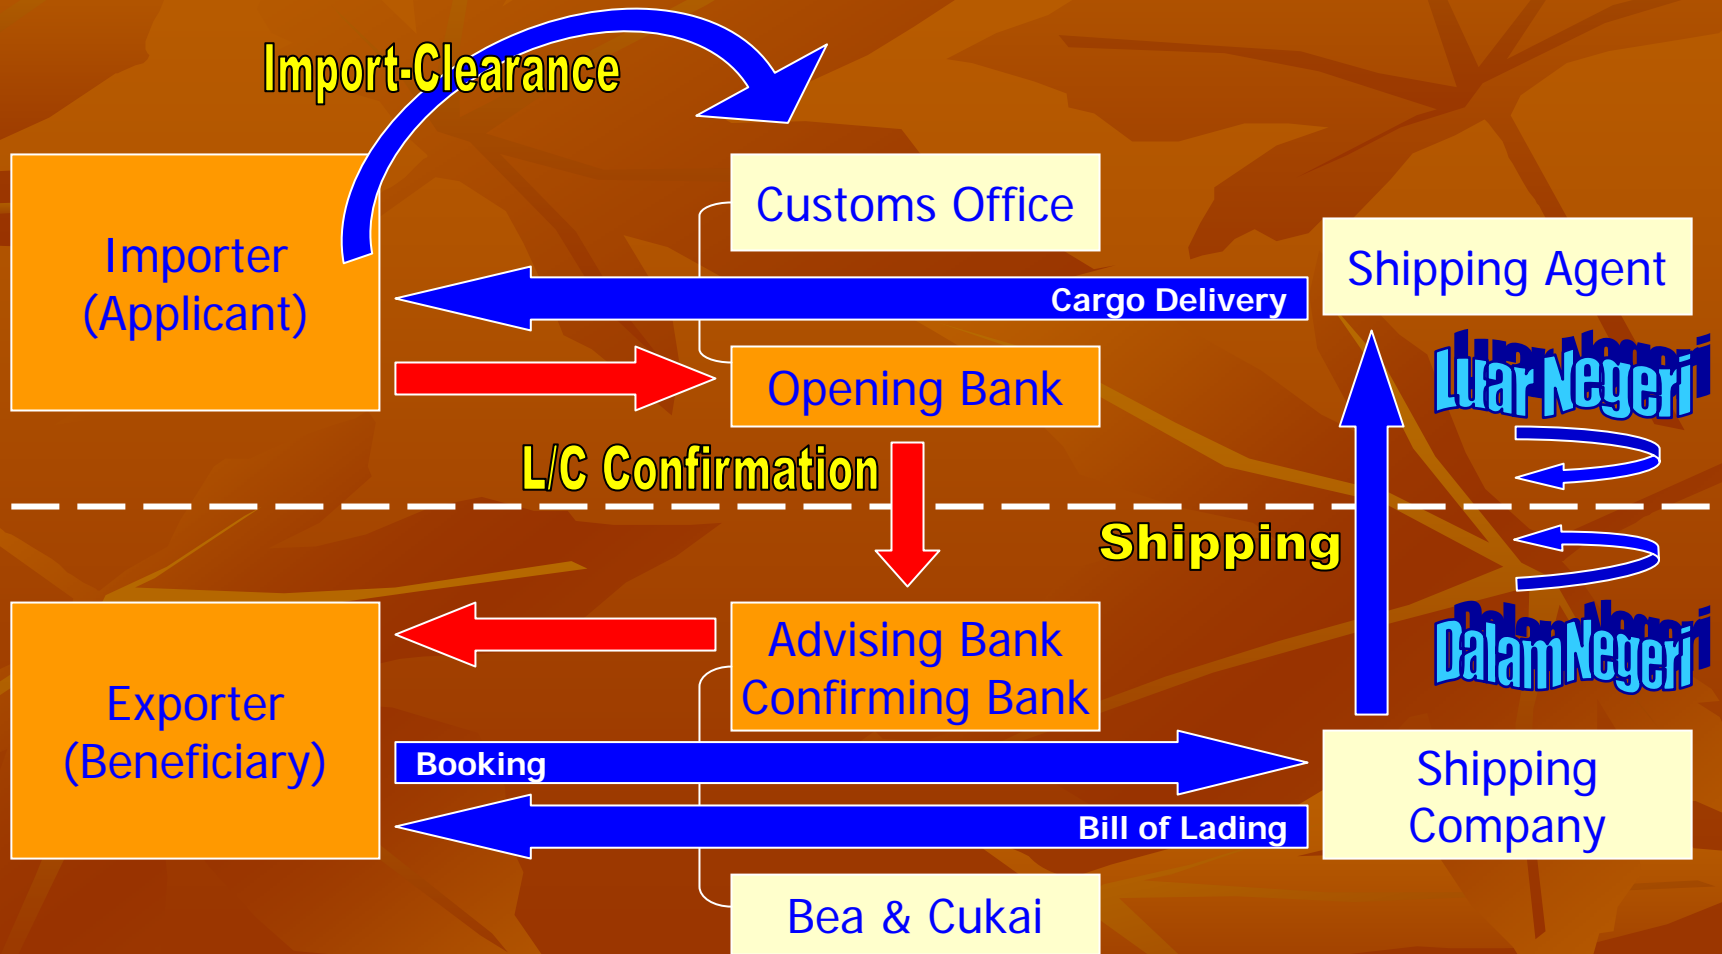 Import-Clearance
Importer
(Applicant)
Customs Office
Cargo Delivery
Shipping Agent
Opening Bank
Luar Negeri
L/C Confirmation
Shipping
Exporter
(Beneficiary)
Advising Bank
Confirming Bank
Dalam Negeri
Booking
Bill of Lading
Shipping
Company
Bea & Cukai